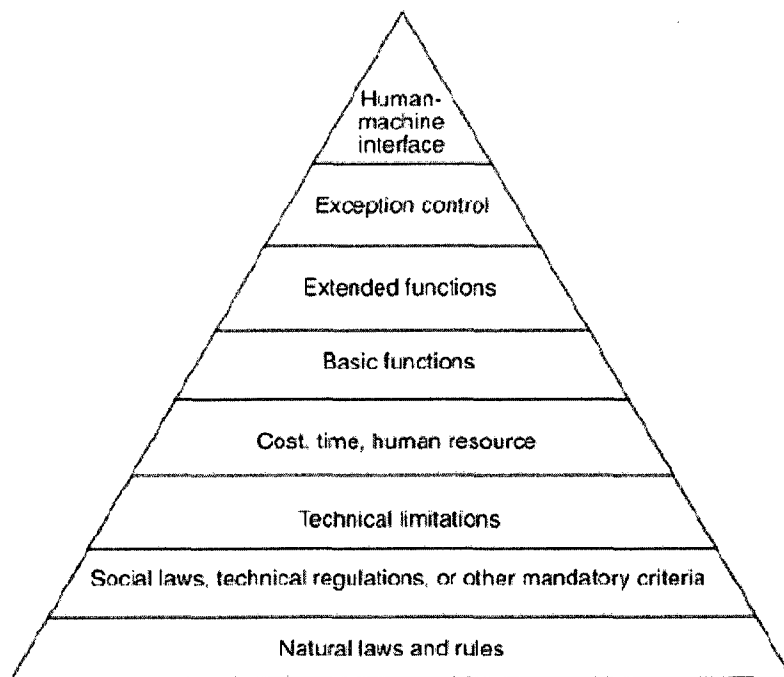 Human-
machine
interface
Exception control
Extended functions
Basic functions
Cost, time, human resource
Technical limitations
Social laws, technical regulations, or other mandatory criteria
Natural laws and rules